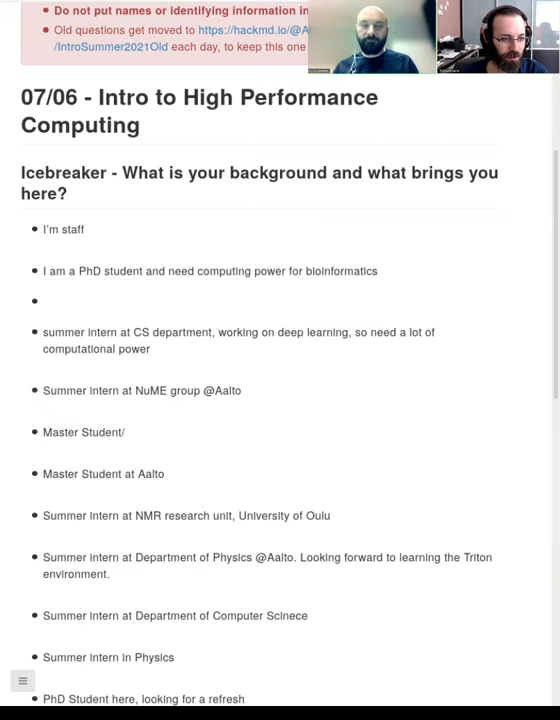 Do not put names or identifying information in
Old questions get moved to https://hackmd.io/@A
/IntroSummer2021Old each day, to keep this one
07/06 - Intro to High Performance
Computing
Icebreaker - What is your background and what brings you
here?
I'm staff
I am a PhD student and need computing power for bioinformatics
summer intern at CS department, working on deep learning, so need a lot of
computational power
Summer intern at NuME group @Aalto
Master Student/
Master Student at Aalto
Summer intern at NMR research unit, University of Oulu
Summer intern at Department of Physics @Aalto. Looking forward to learning the Triton
environment.
Summer intern at Department of Computer Scinece
Summer intern in Physics
PhD Student here, looking for a refresh